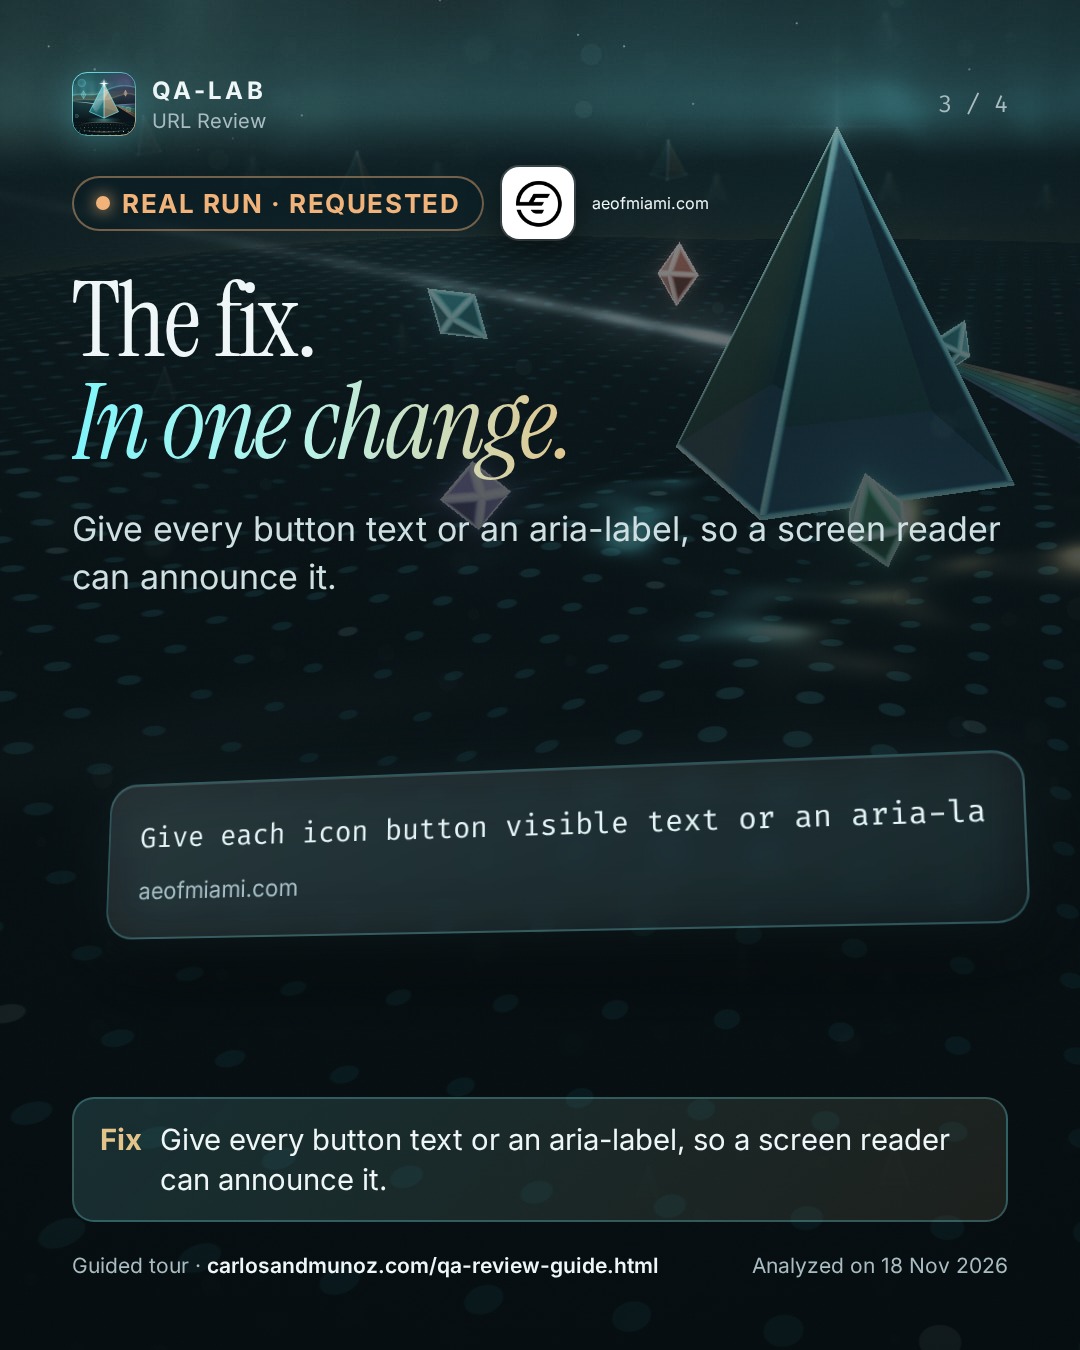 QA-LAB
URL Review
3 / 4
REAL RUN · REQUESTED
aeofmiami.com
The fix.
In one change.
Give every button text or an aria-label, so a screen reader
can announce it.
Give each icon button visible text or an aria-la
aeofmiami.com
Fix Give every button text or an aria-label, so a screen reader
can announce it.
Guided tour · carlosandmunoz.com/qa-review-guide.html
Analyzed on 18 Nov 2026